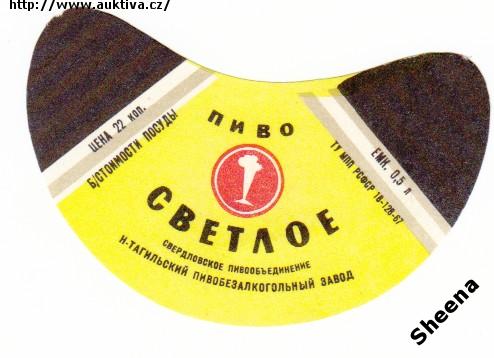 http://www.auktiva.cz/
ЦЕНА 22 коп.
Б/СТОИМОСТИ ПОСУДЫ
ПИВО
СВЕТЛОЕ
СВЕРДЛОВСКОЕ ПИВООБЪЕДИНЕНИЕ
Н-ТАГИЛЬСКИЙ ПИВОБЕЗАЛКОГОЛЬНЫЙ ЗАВОД
ЕМК. 0,5 л
ТУ МПП РСФСР 18-128-67
Sheena